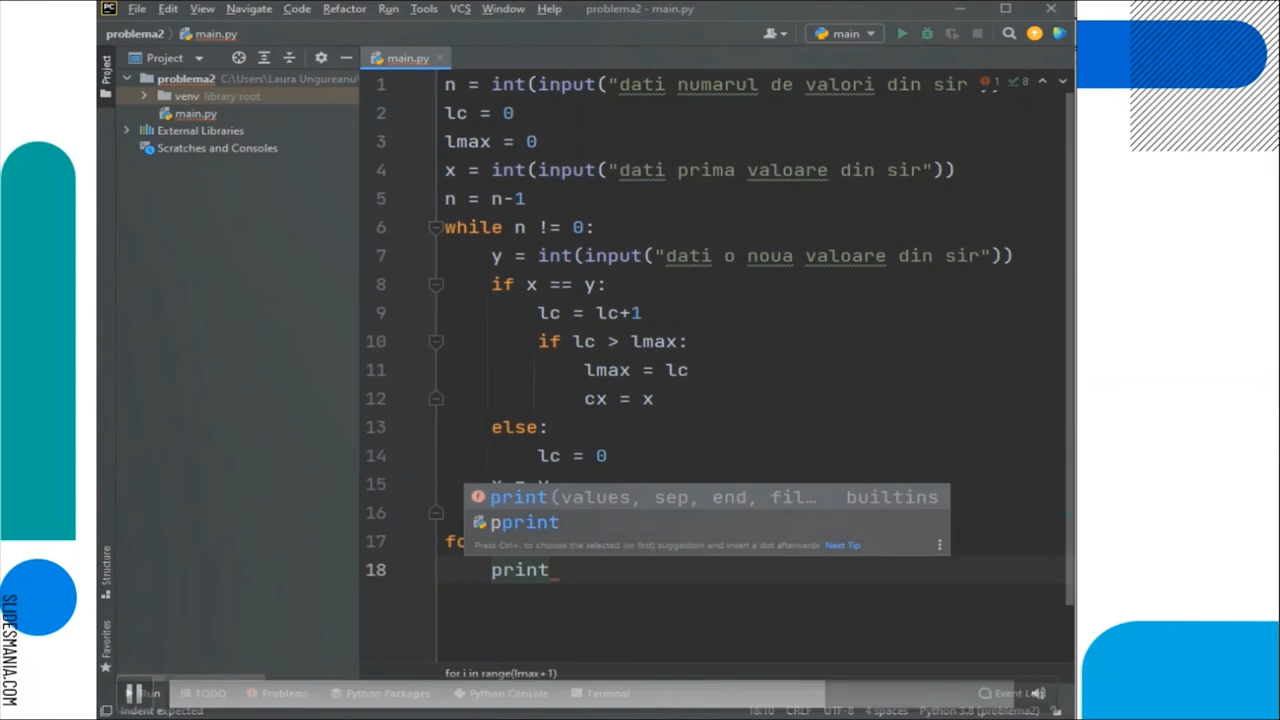 PC File Edit View Navigate Code Refactor Run Tools VCS Window Help problema2 - main.py
problema2 main.py main
Project main.py
Project
problema2 C:\Users\Laura Ungureanu\
venv library root
main.py
External Libraries
Scratches and Consoles
1 n = int(input("dati numarul de valori din sir 1 8
2 lc = 0
3 lmax = 0
4 x = int(input("dati prima valoare din sir"))
5 n = n-1
6 while n != 0:
7 y = int(input("dati o noua valoare din sir"))
8 if x == y:
9 lc = lc+1
10 if lc > lmax:
11 lmax = lc
12 cx = x
13 else:
14 lc = 0
15
print(values, sep, end, fil… builtins
16
pprint
Press Ctrl+. to choose the selected (or first) suggestion and insert a dot afterwards Next Tip
17 fo
18 print
for i in range(lmax+1)
Structure
Favorites
Run TODO Problems Python Packages Python Console Terminal Event L
Indent expected 18:10 CRLF UTF-8 4 spaces Python 3.8 (problema2)
SLIDESMANIA.COM